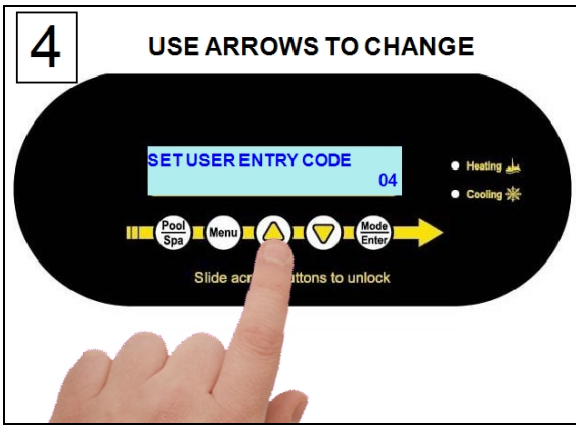 4
USE ARROWS TO CHANGE
SET USER ENTRY CODE
04
Heating
Cooling
Pool
Spa
Menu
Mode
Enter
Slide to unlock